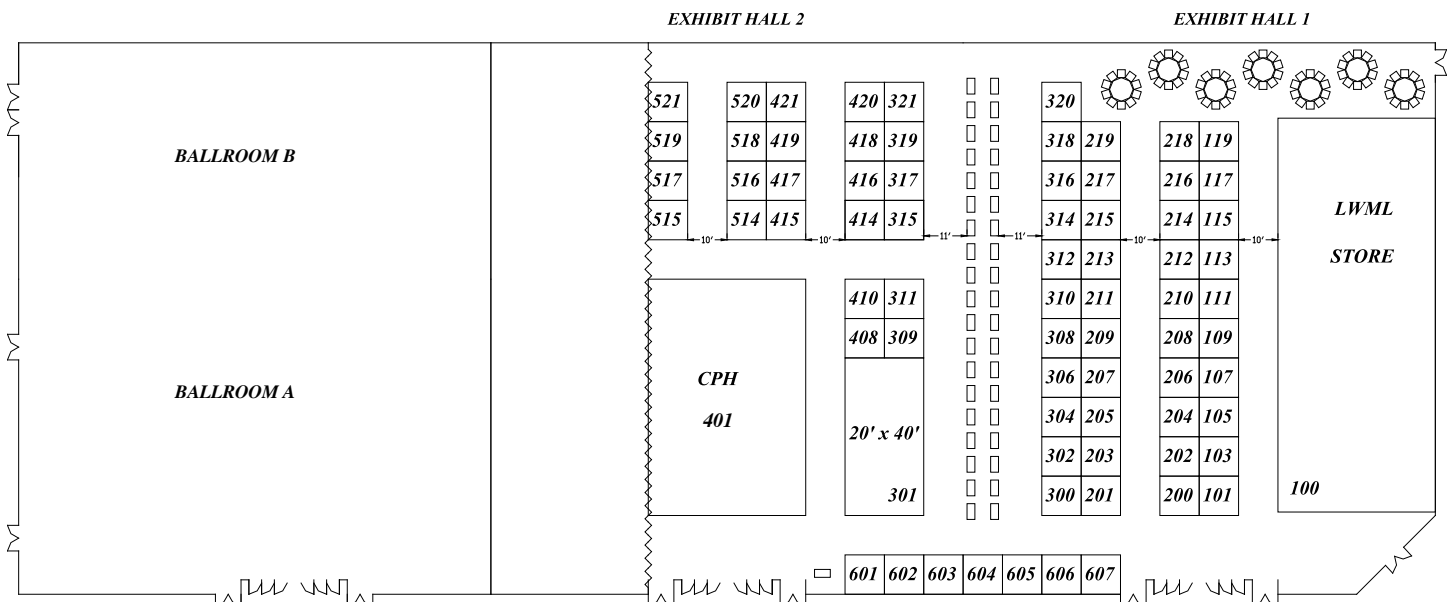 EXHIBIT HALL 2 EXHIBIT HALL 1
521 520 421 420 321 320
519 518 419 418 319 318 219 218 119
BALLROOM B
517 516 417 416 317 316 217 216 117
LWML
515 514 415 414 315 314 215 214 115
10' 10' 11' 11' 10' 10'
STORE
312 213 212 113
410 311 310 211 210 111
408 309 308 209 208 109
CPH 306 207 206 107
BALLROOM A
401 304 205 204 105
20' x 40'
302 203 202 103
301 300 201 200 101 100
601 602 603 604 605 606 607